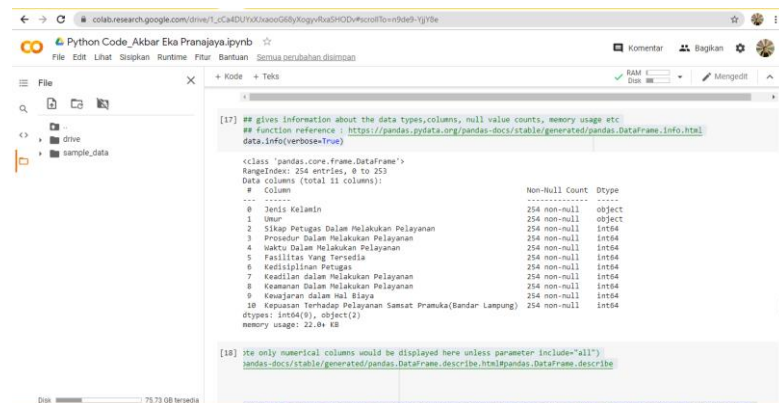 colab.research.google.com/drive/1_cCa4DUYxXJxaooG68yXogyvRxaSHODv#scrollTo=n9de9-YjjY8e
CO Python Code_Akbar Eka Pranajaya.ipynb
File Edit Lihat Sisipkan Runtime Fitur Bantuan Semua perubahan disimpan
Komentar Bagikan
File
+ Kode + Teks
RAM
Disk
Mengedit
..
drive
sample_data
[17] ## gives information about the data types,columns, null value counts, memory usage etc
## function reference : https://pandas.pydata.org/pandas-docs/stable/generated/pandas.DataFrame.info.html
data.info(verbose=True)
<class 'pandas.core.frame.DataFrame'>
RangeIndex: 254 entries, 0 to 253
Data columns (total 11 columns):
# Column Non-Null Count Dtype
--- ------ -------------- -----
0 Jenis Kelamin 254 non-null object
1 Umur 254 non-null object
2 Sikap Petugas Dalam Melakukan Pelayanan 254 non-null int64
3 Prosedur Dalam Melakukan Pelayanan 254 non-null int64
4 Waktu Dalam Melakukan Pelayanan 254 non-null int64
5 Fasilitas Yang Tersedia 254 non-null int64
6 Kedisiplinan Petugas 254 non-null int64
7 Keadilan dalam Melakukan Pelayanan 254 non-null int64
8 Keamanan Dalam Melakukan Pelayanan 254 non-null int64
9 Kewajaran dalam Hal Biaya 254 non-null int64
10 Kepuasan Terhadap Pelayanan Samsat Pramuka(Bandar Lampung) 254 non-null int64
dtypes: int64(9), object(2)
memory usage: 22.0+ KB
[18] ote only numerical columns would be displayed here unless parameter include="all")
pandas-docs/stable/generated/pandas.DataFrame.describe.html#pandas.DataFrame.describe
Disk 75.73 GB tersedia